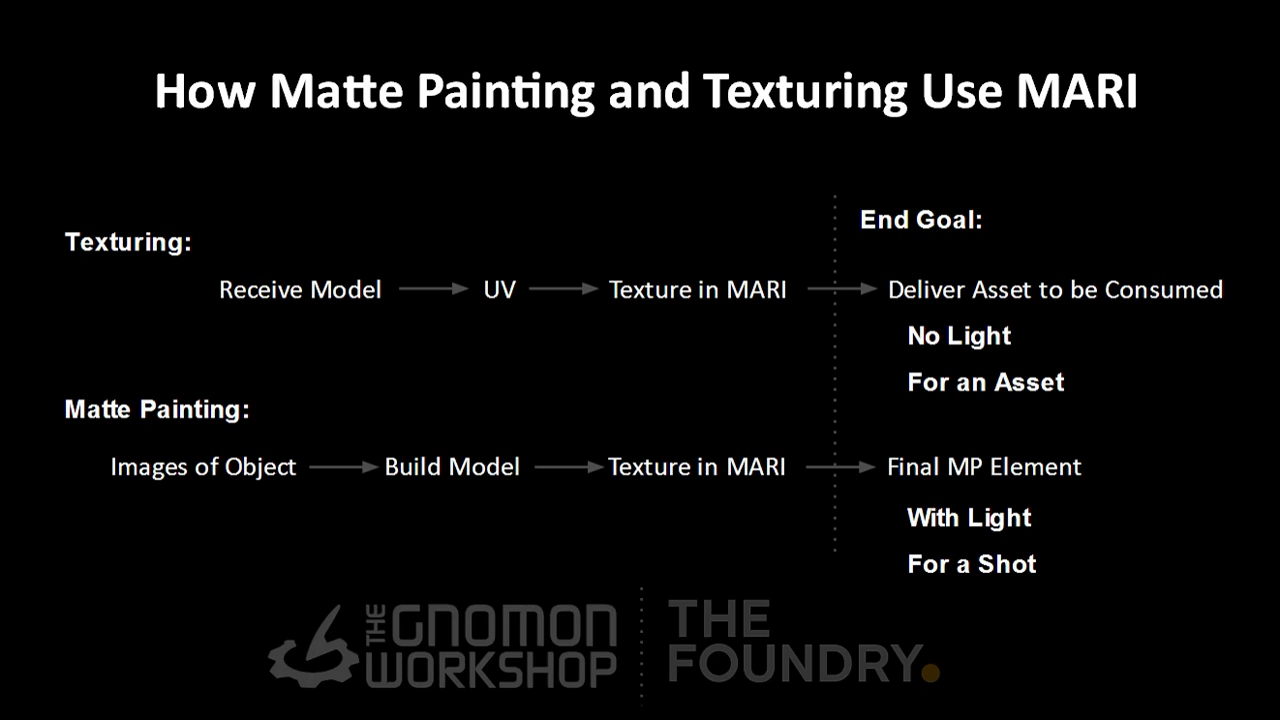 How Matte Painting and Texturing Use MARI
End Goal:
Texturing:
Receive Model UV Texture in MARI Deliver Asset to be Consumed
No Light
For an Asset
Matte Painting:
Images of Object Build Model Texture in MARI Final MP Element
With Light
For a Shot
THE GNOMON WORKSHOP
THE FOUNDRY.